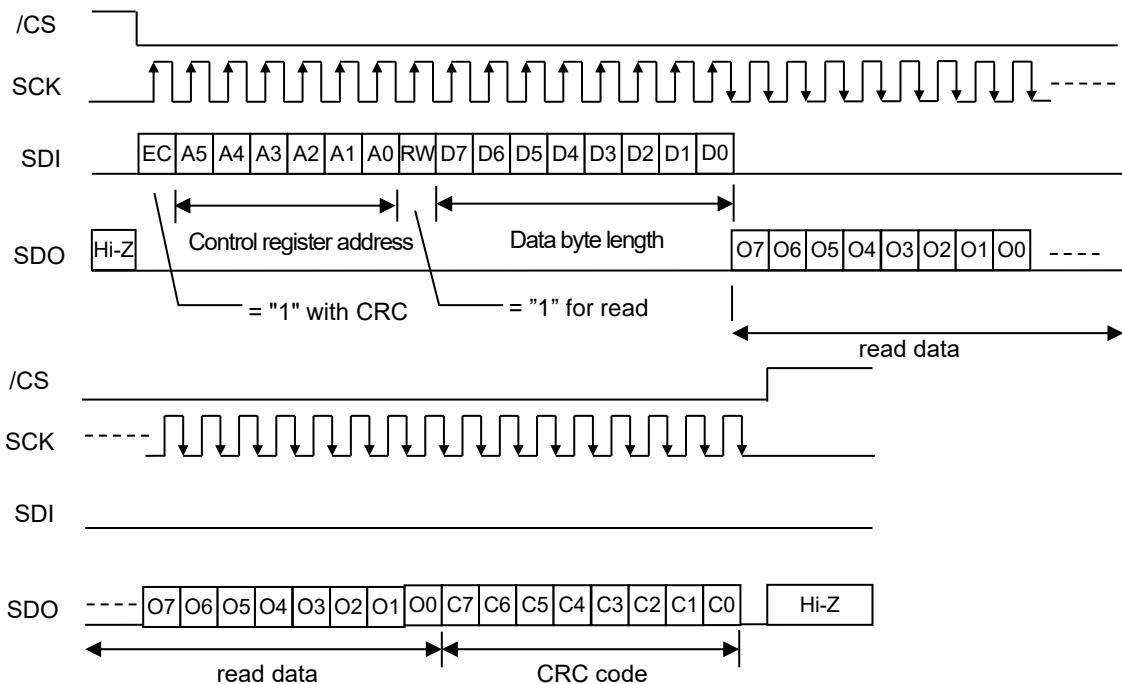 /CS
SCK
SDI EC A5 A4 A3 A2 A1 A0 RW D7 D6 D5 D4 D3 D2 D1 D0
Control register address Data byte length
SDO Hi-Z O7 O6 O5 O4 O3 O2 O1 O0
= "1" with CRC = ”1” for read
read data
/CS
SCK
SDI
SDO O7 O6 O5 O4 O3 O2 O1 O0 C7 C6 C5 C4 C3 C2 C1 C0 Hi-Z
read data CRC code